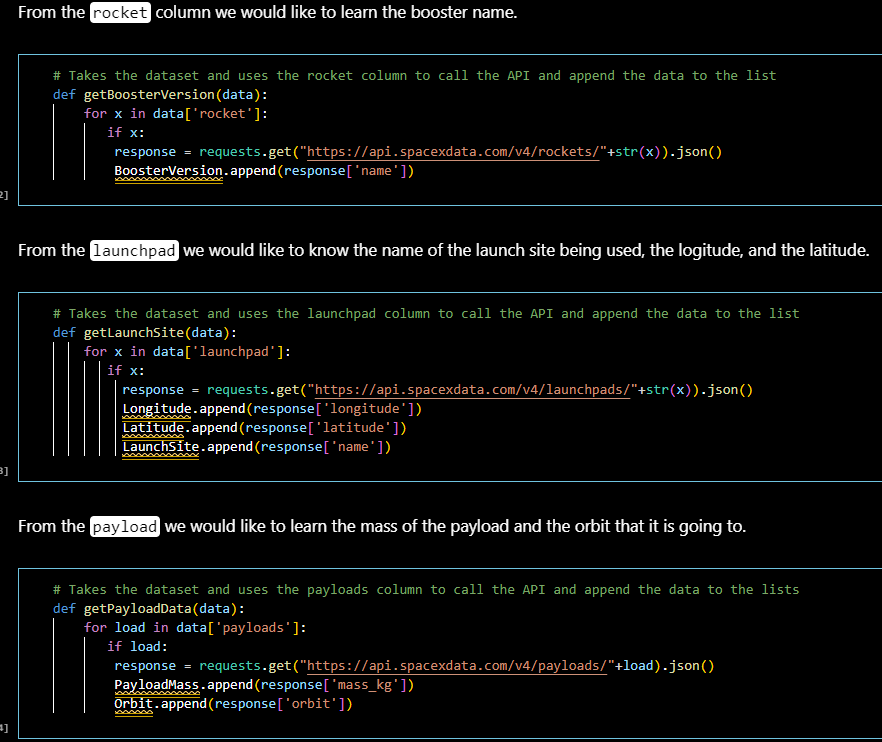 From the rocket column we would like to learn the booster name.
# Takes the dataset and uses the rocket column to call the API and append the data to the list
def getBoosterVersion(data):
for x in data['rocket']:
if x:
response = requests.get("https://api.spacexdata.com/v4/rockets/"+str(x)).json()
BoosterVersion.append(response['name'])
2]
From the launchpad we would like to know the name of the launch site being used, the logitude, and the latitude.
# Takes the dataset and uses the launchpad column to call the API and append the data to the list
def getLaunchSite(data):
for x in data['launchpad']:
if x:
response = requests.get("https://api.spacexdata.com/v4/launchpads/"+str(x)).json()
Longitude.append(response['longitude'])
Latitude.append(response['latitude'])
LaunchSite.append(response['name'])
3]
From the payload we would like to learn the mass of the payload and the orbit that it is going to.
# Takes the dataset and uses the payloads column to call the API and append the data to the lists
def getPayloadData(data):
for load in data['payloads']:
if load:
response = requests.get("https://api.spacexdata.com/v4/payloads/"+load).json()
PayloadMass.append(response['mass_kg'])
Orbit.append(response['orbit'])
4]